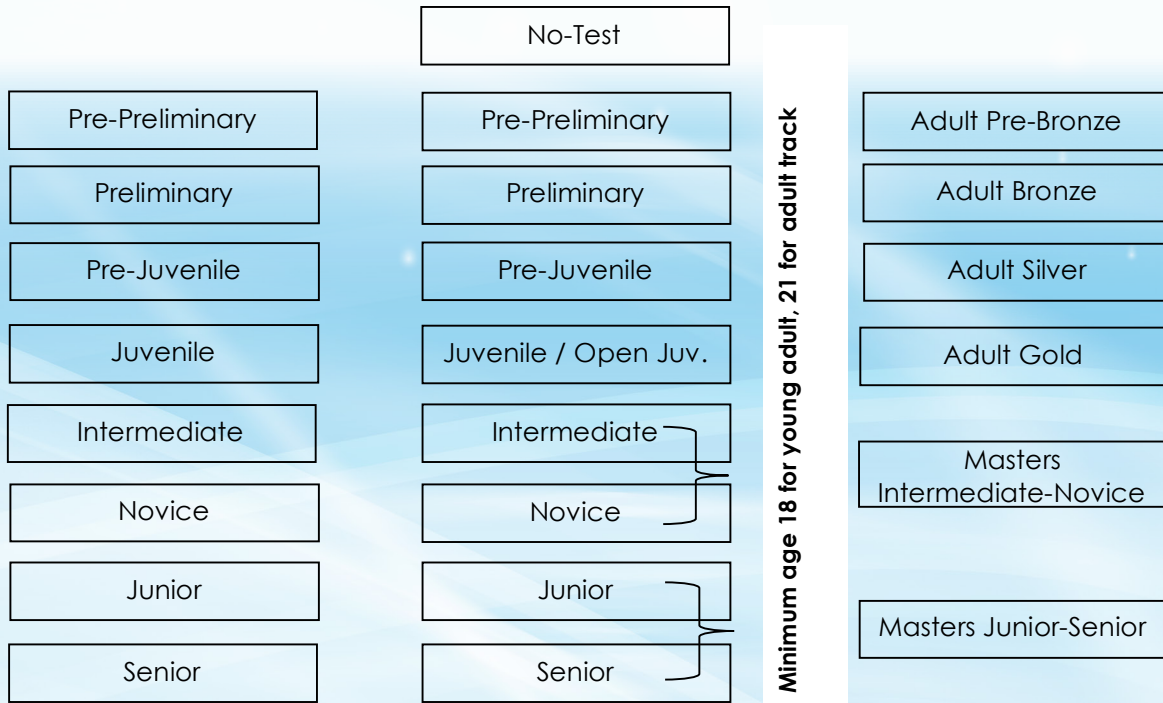 No-Test
Pre-Preliminary
Pre-Preliminary
Adult Pre-Bronze
Preliminary
Preliminary
Adult Bronze
Pre-Juvenile
Pre-Juvenile
Adult Silver
Juvenile
Juvenile / Open Juv.
Adult Gold
Intermediate
Intermediate
Masters
Intermediate-Novice
Novice
Novice
Junior
Junior
Masters Junior-Senior
Senior
Senior
Minimum age 18 for young adult, 21 for adult track